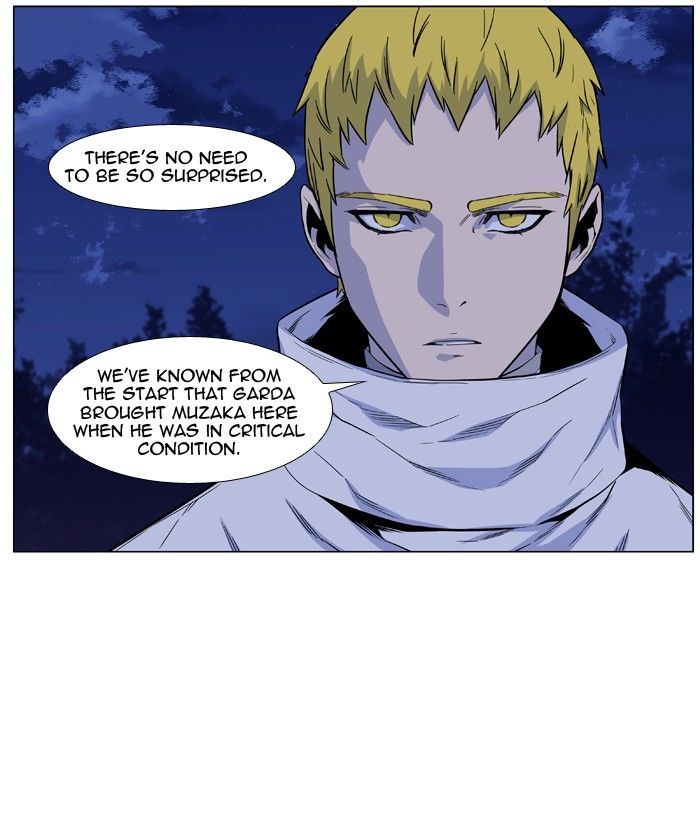 THERE'S NO NEED
TO BE SO SURPRISED.
WE'VE KNOWN FROM
THE START THAT GARDA
BROUGHT MUZAKA HERE
WHEN HE WAS IN CRITICAL
CONDITION.